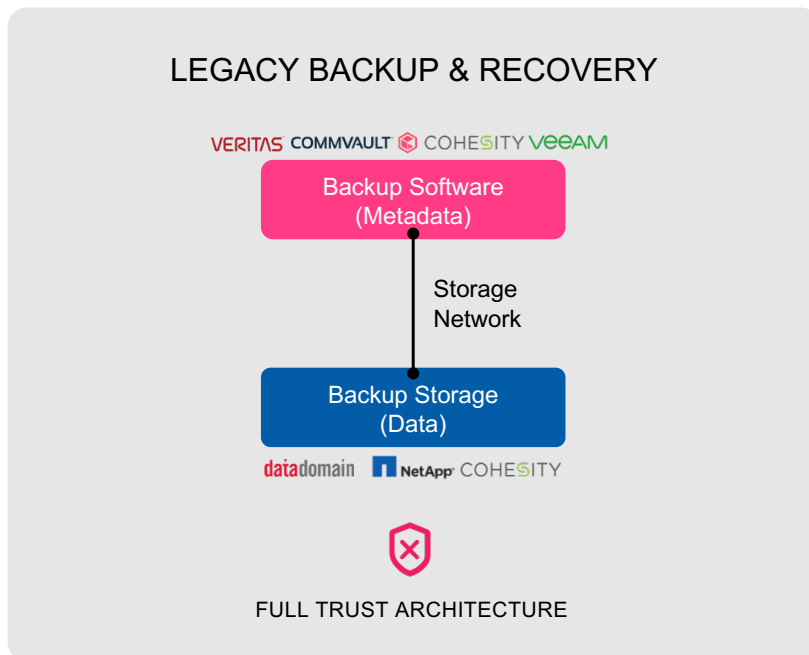 LEGACY BACKUP & RECOVERY
VERITAS COMMVAULT COHESITY VEEAM
Backup Software
(Metadata)
Storage
Network
Backup Storage
(Data)
datadomain NetApp COHESITY
FULL TRUST ARCHITECTURE